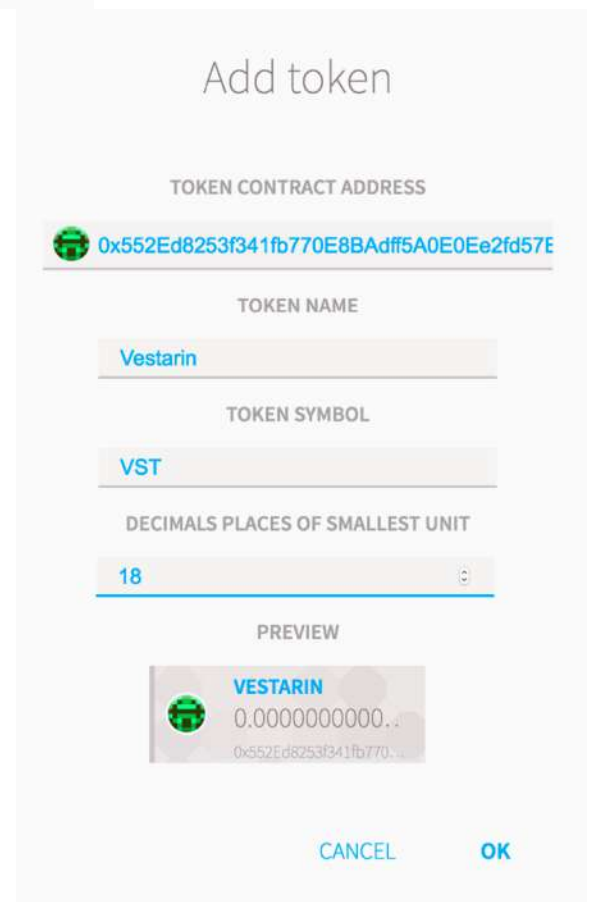 Add token
TOKEN CONTRACT ADDRESS
0x552Ed8253f341fb770E8BAdff5A0E0Ee2fd57E
TOKEN NAME
Vestarin
TOKEN SYMBOL
VST
DECIMALS PLACES OF SMALLEST UNIT
18
PREVIEW
VESTARIN
0.0000000000..
0x552Ed8253f341fb770...
CANCEL OK